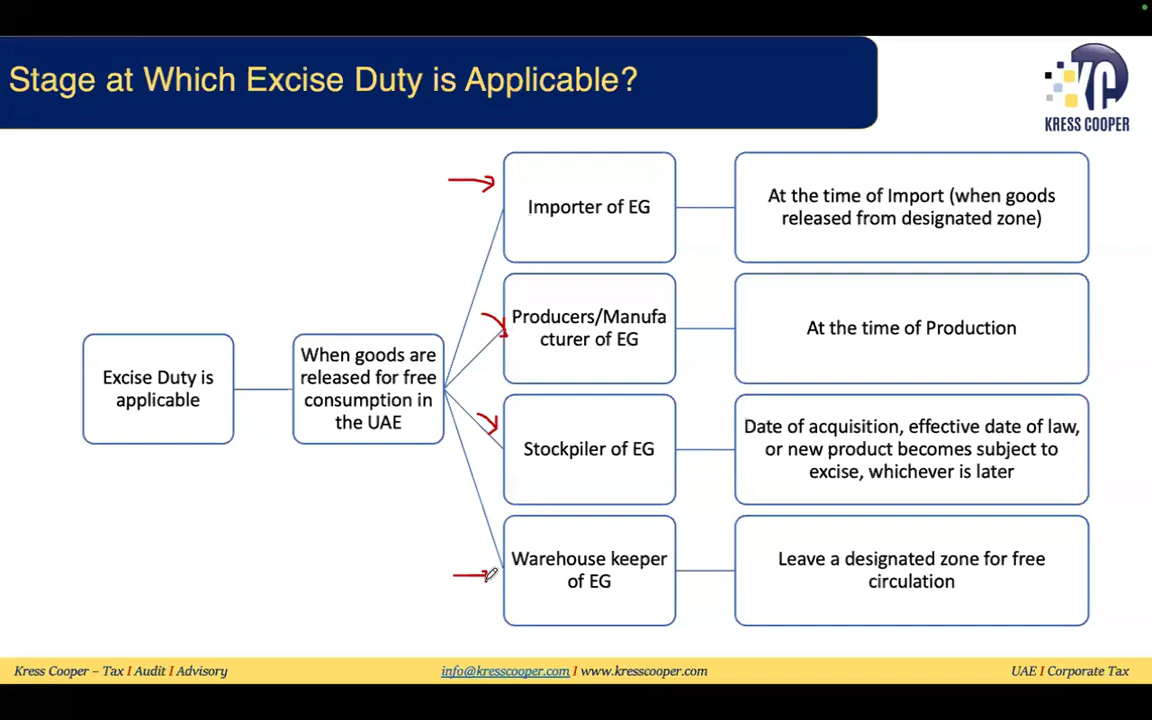 Stage at Which Excise Duty is Applicable?
KRESS COOPER
Excise Duty is
applicable
When goods are
released for free
consumption in
the UAE
Importer of EG
At the time of Import (when goods
released from designated zone)
Producers/Manufa
cturer of EG
At the time of Production
Stockpiler of EG
Date of acquisition, effective date of law,
or new product becomes subject to
excise, whichever is later
Warehouse keeper
of EG
Leave a designated zone for free
circulation
Kress Cooper – Tax I Audit I Advisory
info@kresscooper.com I www.kresscooper.com
UAE I Corporate Tax